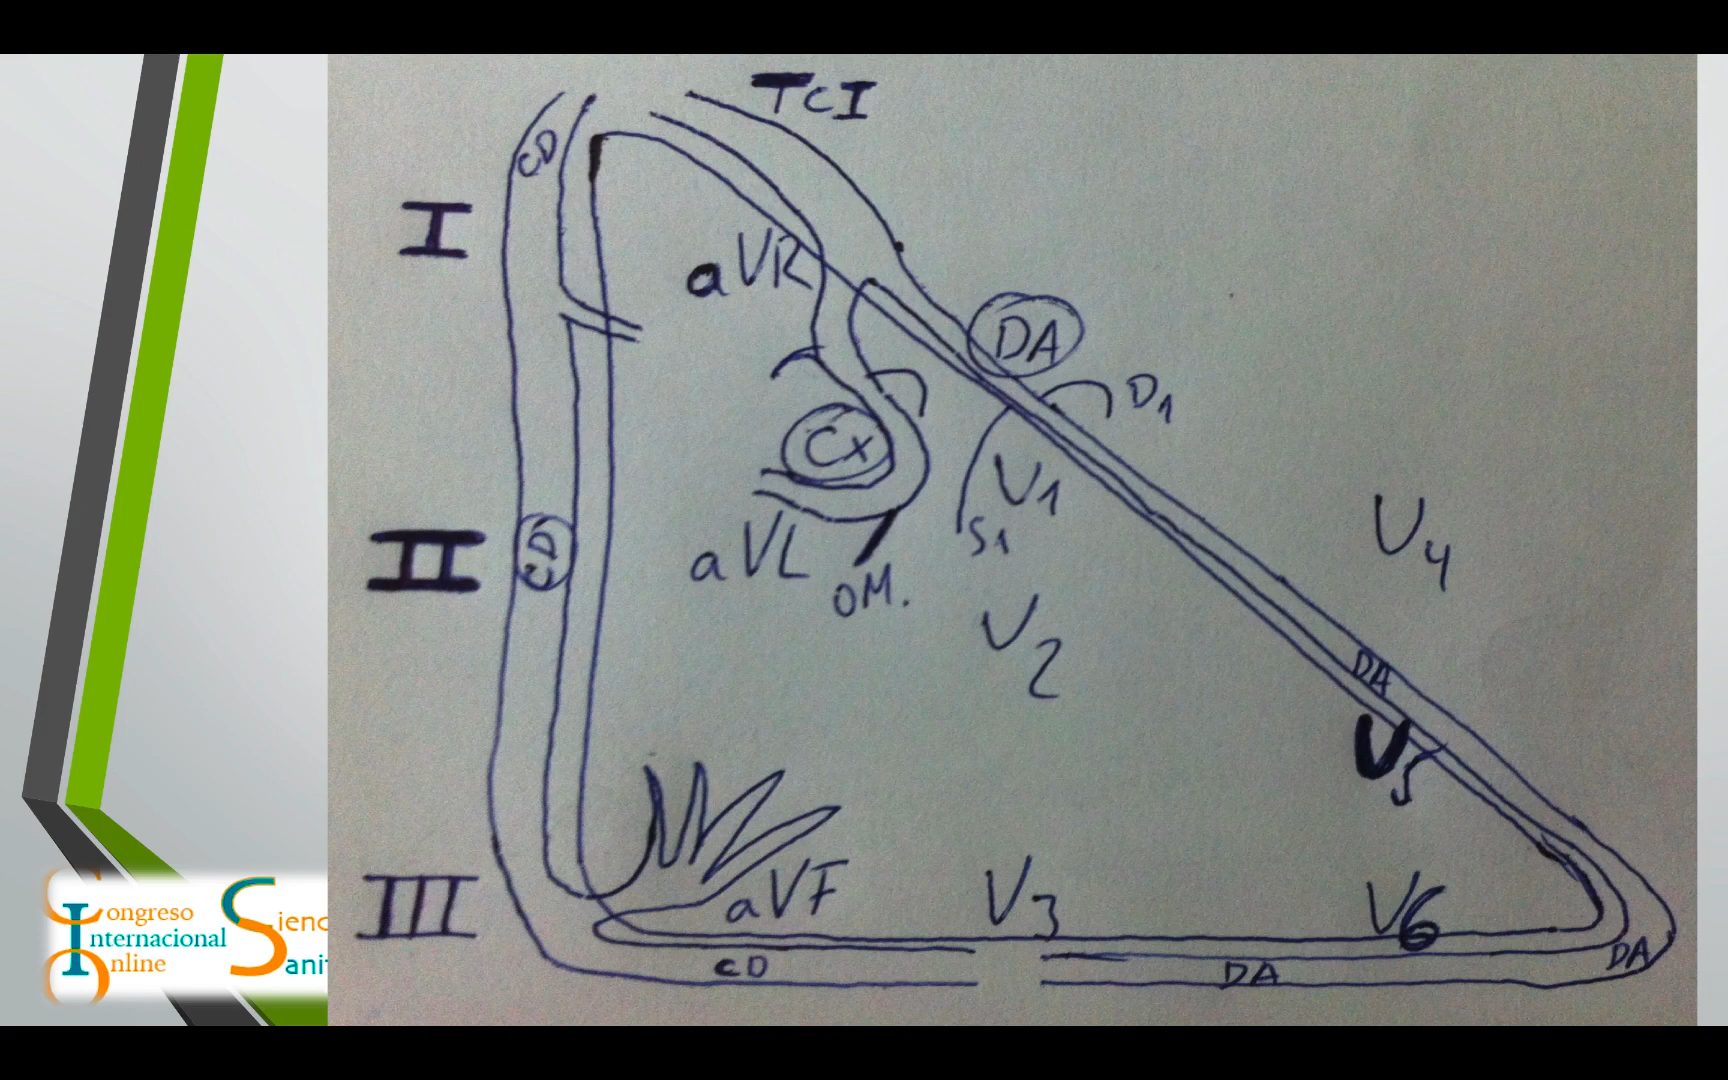 TCI
CD
I
aVR
DA
D1
Cx
V1
S1
II
CD
aVL
OM.
V2
V4
DA
V5
III
aVF
V3
V6
CD
DA
DA
Congreso
Internacional
Online
Sienc
Sanit